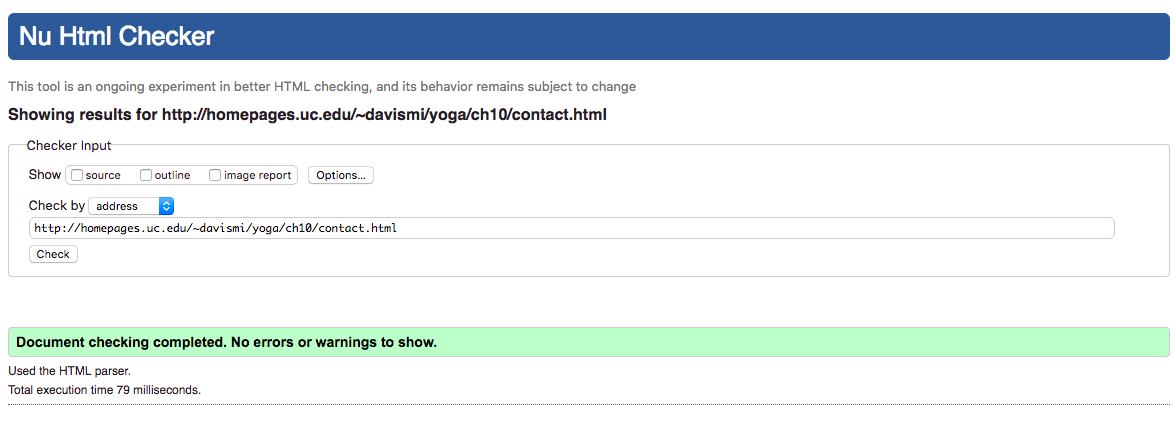 Nu Html Checker
This tool is an ongoing experiment in better HTML checking, and its behavior remains subject to change
Showing results for http://homepages.uc.edu/~davismi/yoga/ch10/contact.html
Checker Input
Show source outline image report Options...
Check by address
http://homepages.uc.edu/~davismi/yoga/ch10/contact.html
Check
Document checking completed. No errors or warnings to show.
Used the HTML parser.
Total execution time 79 milliseconds.